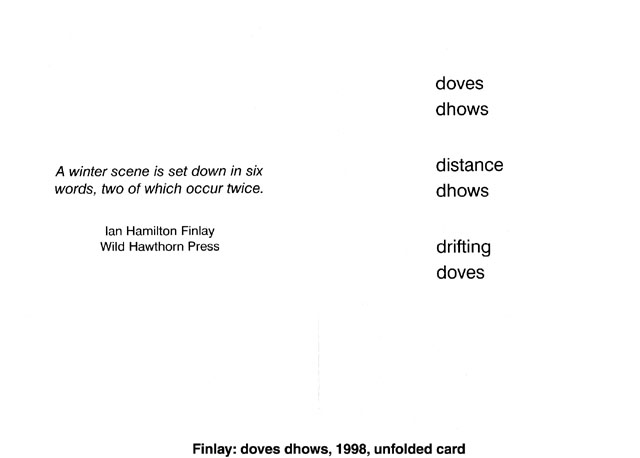 A winter scene is set down in six
words, two of which occur twice.
Ian Hamilton Finlay
Wild Hawthorn Press
doves
dhows
distance
dhows
drifting
doves
Finlay: doves dhows, 1998, unfolded card